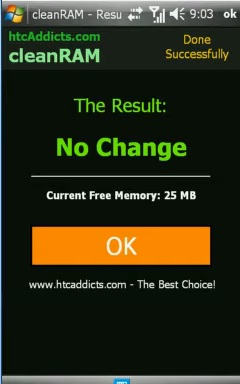 cleanRAM - Resu 9:03 ok
htcAddicts.com
cleanRAM
Done
Successfully
The Result:
No Change
Current Free Memory: 25 MB
OK
www.htcaddicts.com - The Best Choice!